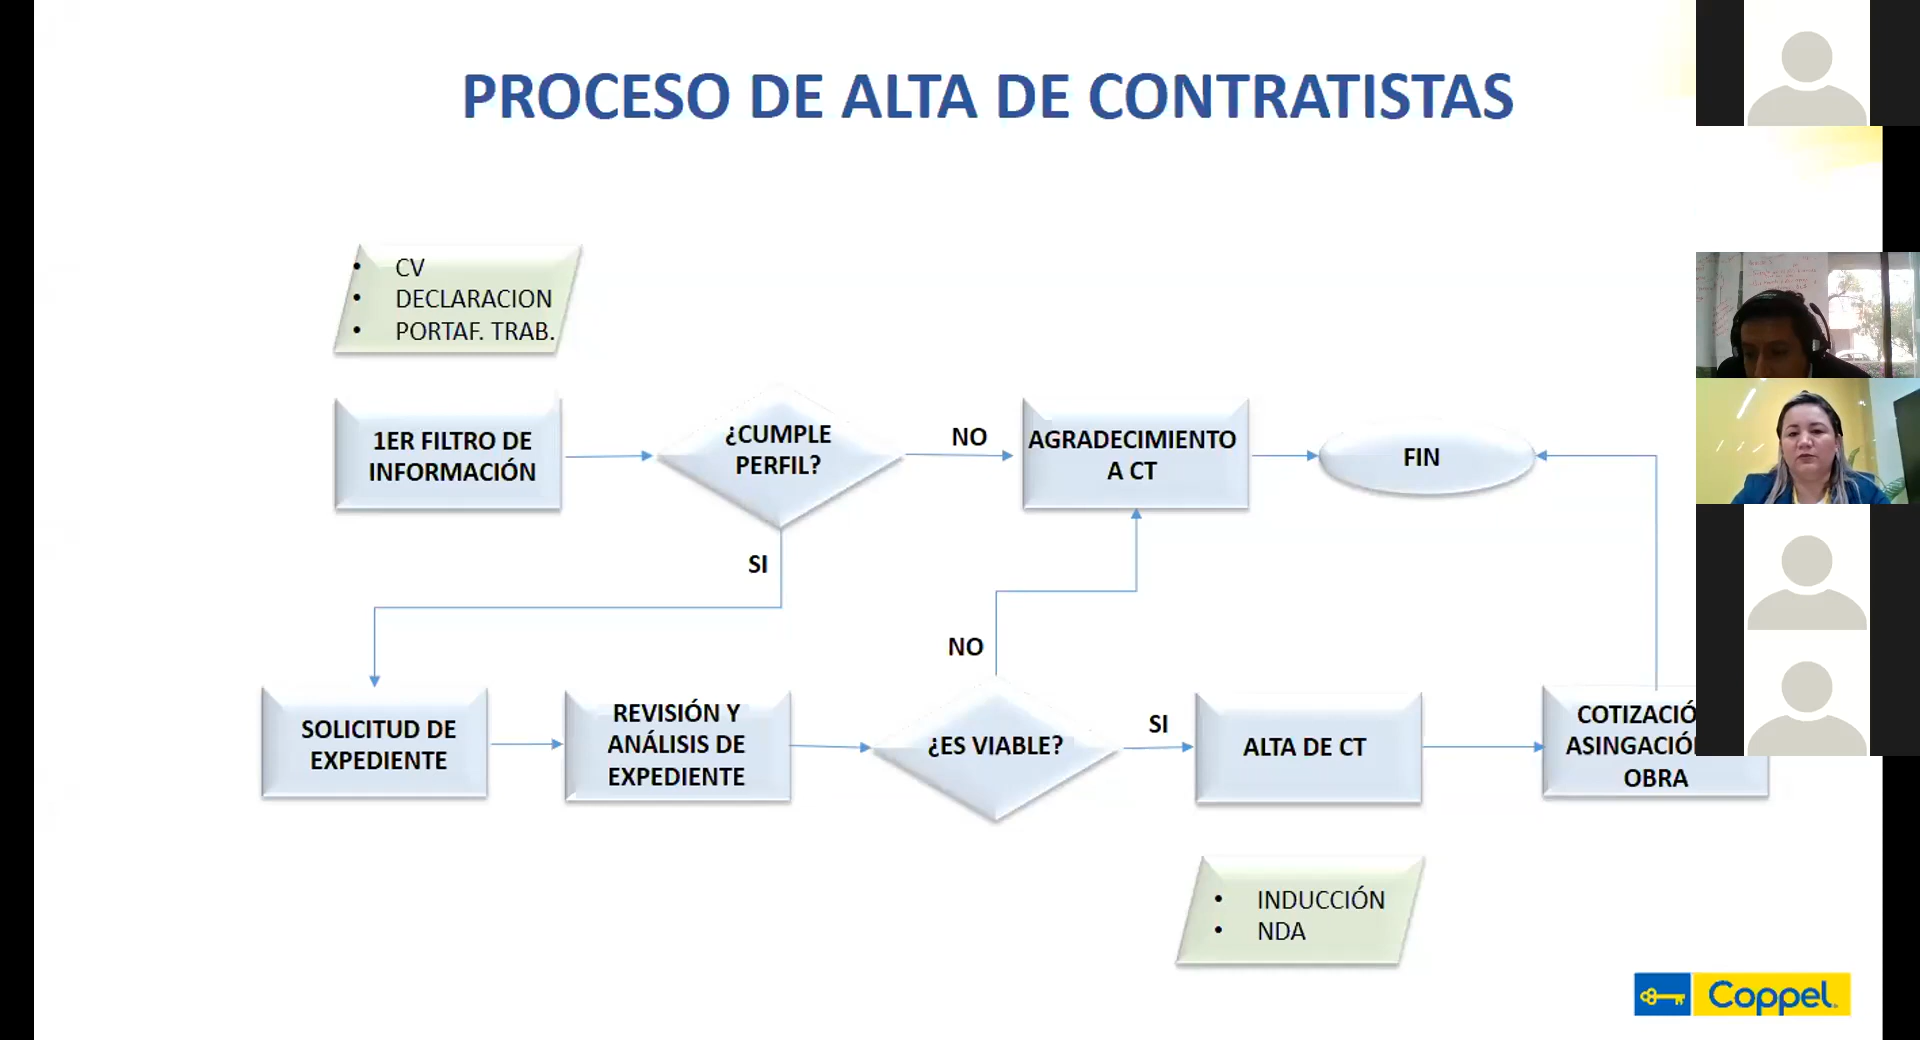 PROCESO DE ALTA DE CONTRATISTAS
• CV
• DECLARACION
• PORTAF. TRAB.
1ER FILTRO DE
INFORMACIÓN
¿CUMPLE
PERFIL?
NO
AGRADECIMIENTO
A CT
FIN
SI
SOLICITUD DE
EXPEDIENTE
REVISIÓN Y
ANÁLISIS DE
EXPEDIENTE
NO
¿ES VIABLE?
SI
ALTA DE CT
COTIZACIÓ
ASINGACIÓ
OBRA
• INDUCCIÓN
• NDA
Coppel